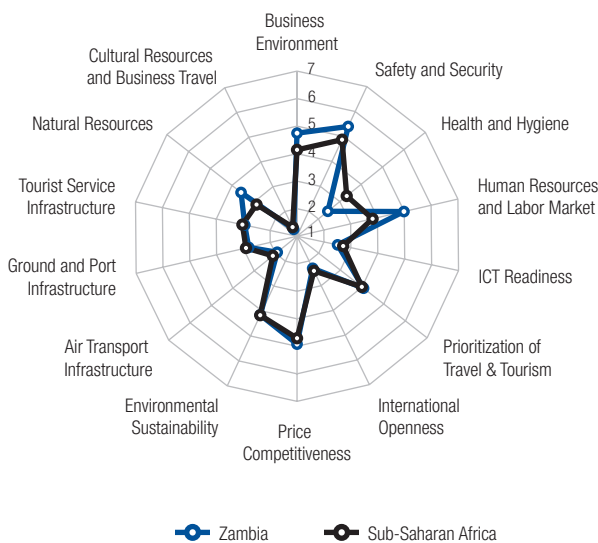 Business
Environment
Cultural Resources
and Business Travel
Safety and Security
Natural Resources
Health and Hygiene
Tourist Service
Infrastructure
Human Resources
and Labor Market
Ground and Port
Infrastructure
ICT Readiness
Air Transport
Infrastructure
Prioritization of
Travel & Tourism
Environmental
Sustainability
International
Openness
Price
Competitiveness
7
6
5
4
3
2
1
Zambia
Sub-Saharan Africa